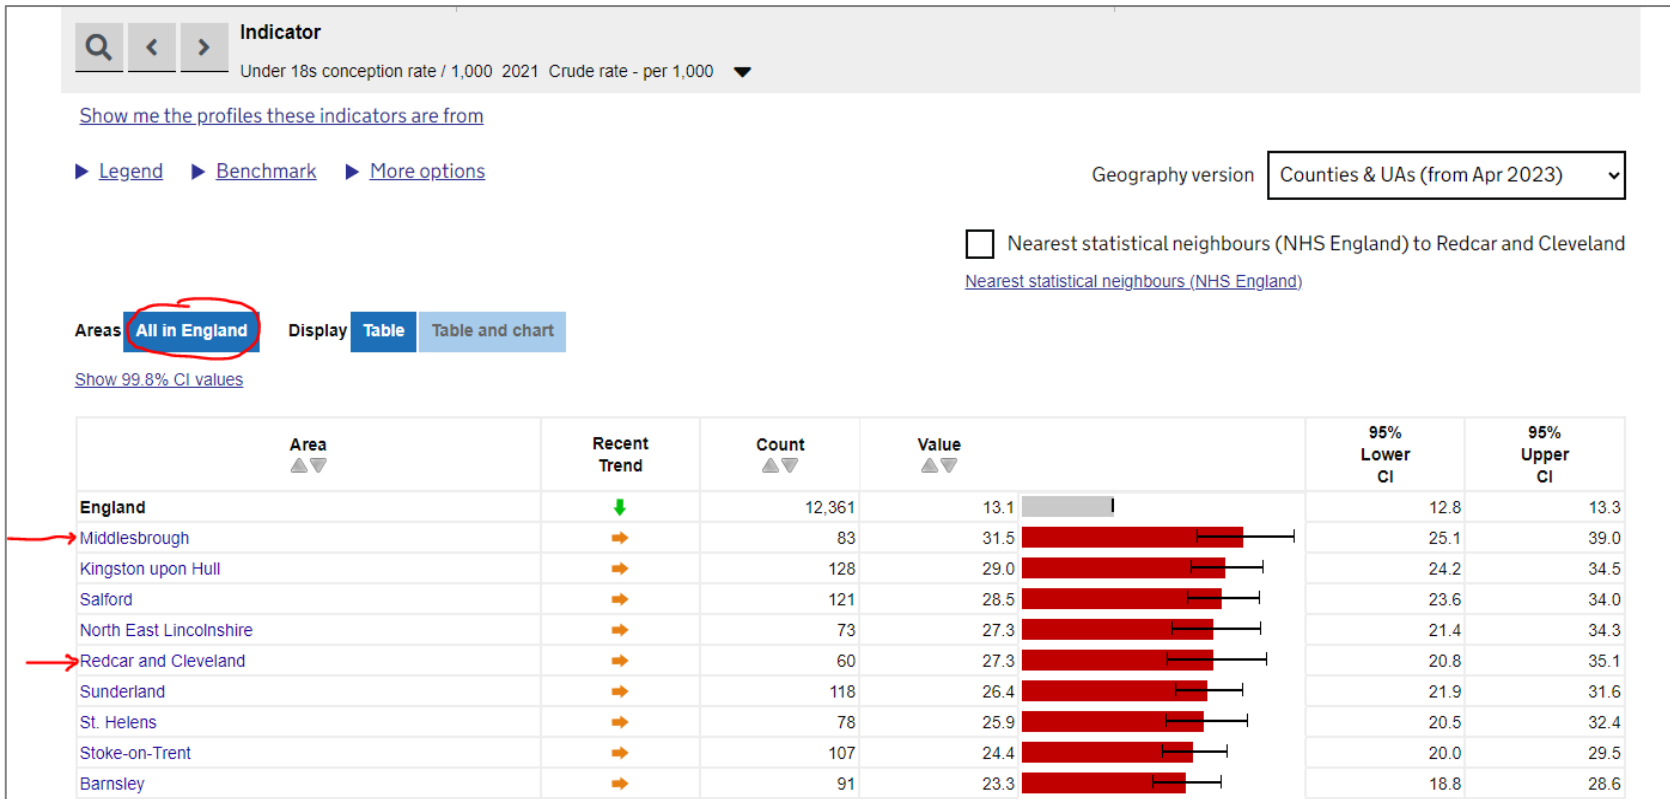 Indicator
Under 18s conception rate / 1,000 2021 Crude rate - per 1,000
Show me the profiles these indicators are from
Legend Benchmark More options
Geography version Counties & UAs (from Apr 2023)
Nearest statistical neighbours (NHS England) to Redcar and Cleveland
Nearest statistical neighbours (NHS England)
Areas All in England Display Table Table and chart
Show 99.8% CI values
Area Recent Trend Count Value 95% Lower CI 95% Upper CI
England 12,361 13.1 12.8 13.3
Middlesbrough 83 31.5 25.1 39.0
Kingston upon Hull 128 29.0 24.2 34.5
Salford 121 28.5 23.6 34.0
North East Lincolnshire 73 27.3 21.4 34.3
Redcar and Cleveland 60 27.3 20.8 35.1
Sunderland 118 26.4 21.9 31.6
St. Helens 78 25.9 20.5 32.4
Stoke-on-Trent 107 24.4 20.0 29.5
Barnsley 91 23.3 18.8 28.6